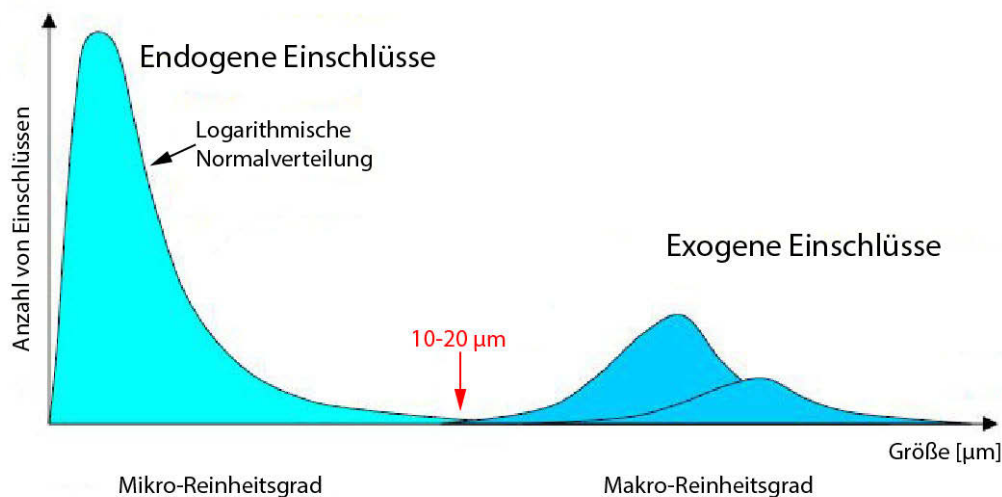 Endogene Einschlüsse
Logarithmische
Normalverteilung
Anzahl von Einschlüssen
Exogene Einschlüsse
10-20 µm
Größe [µm]
Mikro-Reinheitsgrad
Makro-Reinheitsgrad